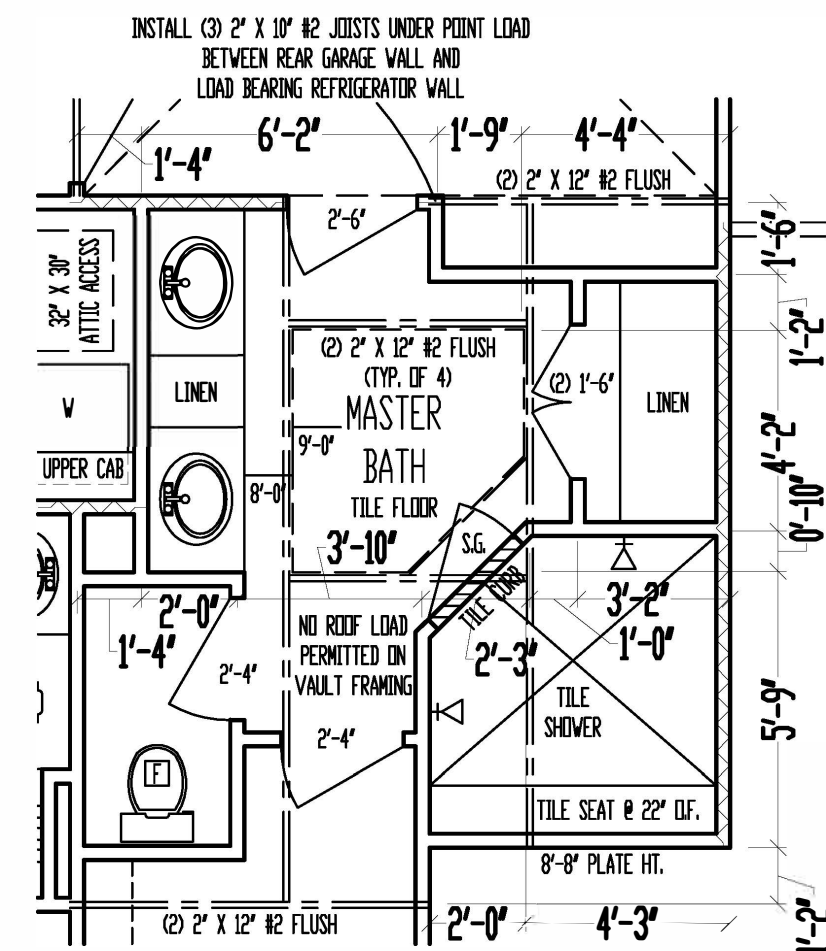 INSTALL (3) 2" X 10" #2 JOISTS UNDER POINT LOAD
BETWEEN REAR GARAGE WALL AND
LOAD BEARING REFRIGERATOR WALL
6'-2"
1'-9"
4'-4"
1'-4"
(2) 2" X 12" #2 FLUSH
2'-6"
1'-6"
32" X 30"
ATTIC ACCESS
1'-2"
(2) 2" X 12" #2 FLUSH
(TYP. OF 4)
LINEN
(2) 1'-6"
LINEN
W
MASTER
BATH
TILE FLOOR
9'-0"
4'-2"
UPPER CAB
8'-0"
0'-10"
3'-10"
S.G.
TILE CURB
2'-0"
3'-2"
1'-4"
NO ROOF LOAD
PERMITTED ON
VAULT FRAMING
2'-3"
1'-0"
2'-4"
TILE
SHOWER
5'-9"
2'-4"
F
TILE SEAT @ 22" O.F.
8'-8" PLATE HT.
(2) 2" X 12" #2 FLUSH
2'-0"
4'-3"
1'-2"